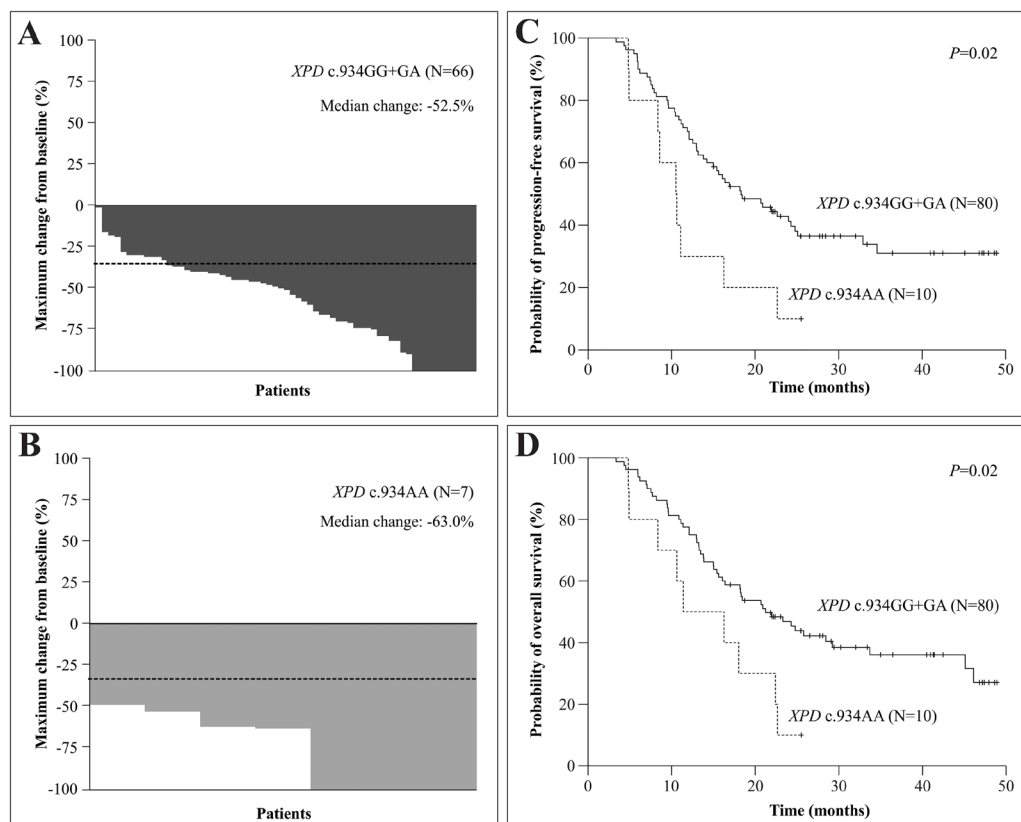 A
Maximum change from baseline (%)
100
75
50
25
0
-25
-50
-75
-100
XPD c.934GG+GA (N=66)
Median change: -52.5%
Patients
C
Probability of progression-free survival (%)
100
80
60
40
20
0
P=0.02
XPD c.934GG+GA (N=80)
XPD c.934AA (N=10)
0 10 20 30 40 50
Time (months)
B
Maximum change from baseline (%)
100
75
50
25
0
-25
-50
-75
-100
XPD c.934AA (N=7)
Median change: -63.0%
Patients
D
Probability of overall survival (%)
100
80
60
40
20
0
P=0.02
XPD c.934GG+GA (N=80)
XPD c.934AA (N=10)
0 10 20 30 40 50
Time (months)